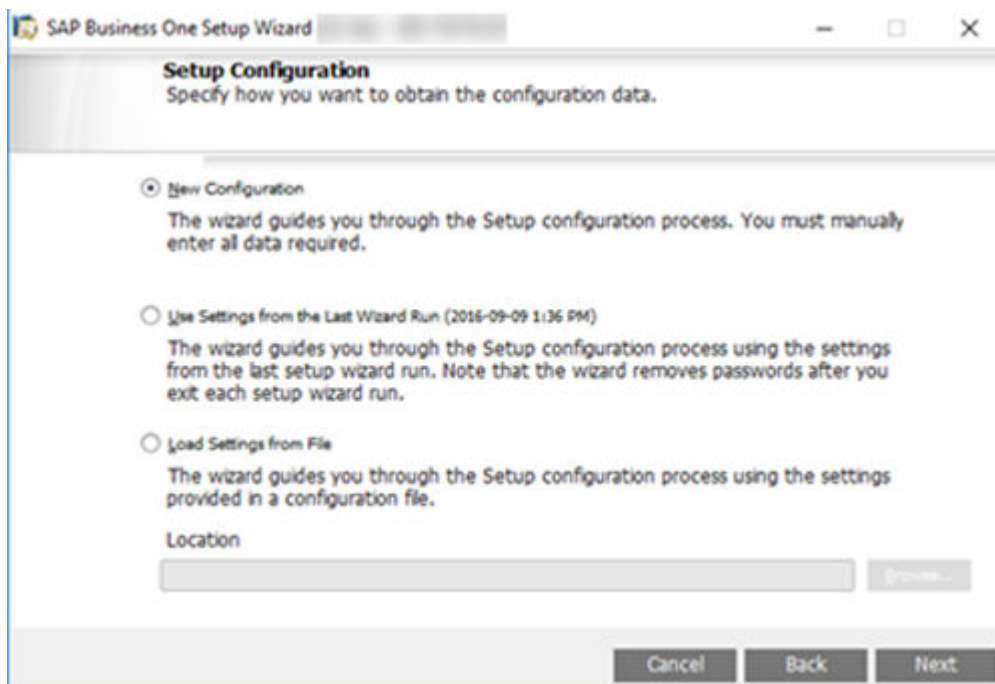 SAP Business One Setup Wizard
Setup Configuration
Specify how you want to obtain the configuration data.
New Configuration
The wizard guides you through the Setup configuration process. You must manually
enter all data required.
Use Settings from the Last Wizard Run (2016-09-09 1:36 PM)
The wizard guides you through the Setup configuration process using the settings
from the last setup wizard run. Note that the wizard removes passwords after you
exit each setup wizard run.
Load Settings from File
The wizard guides you through the Setup configuration process using the settings
provided in a configuration file.
Location
Browse...
Cancel Back Next